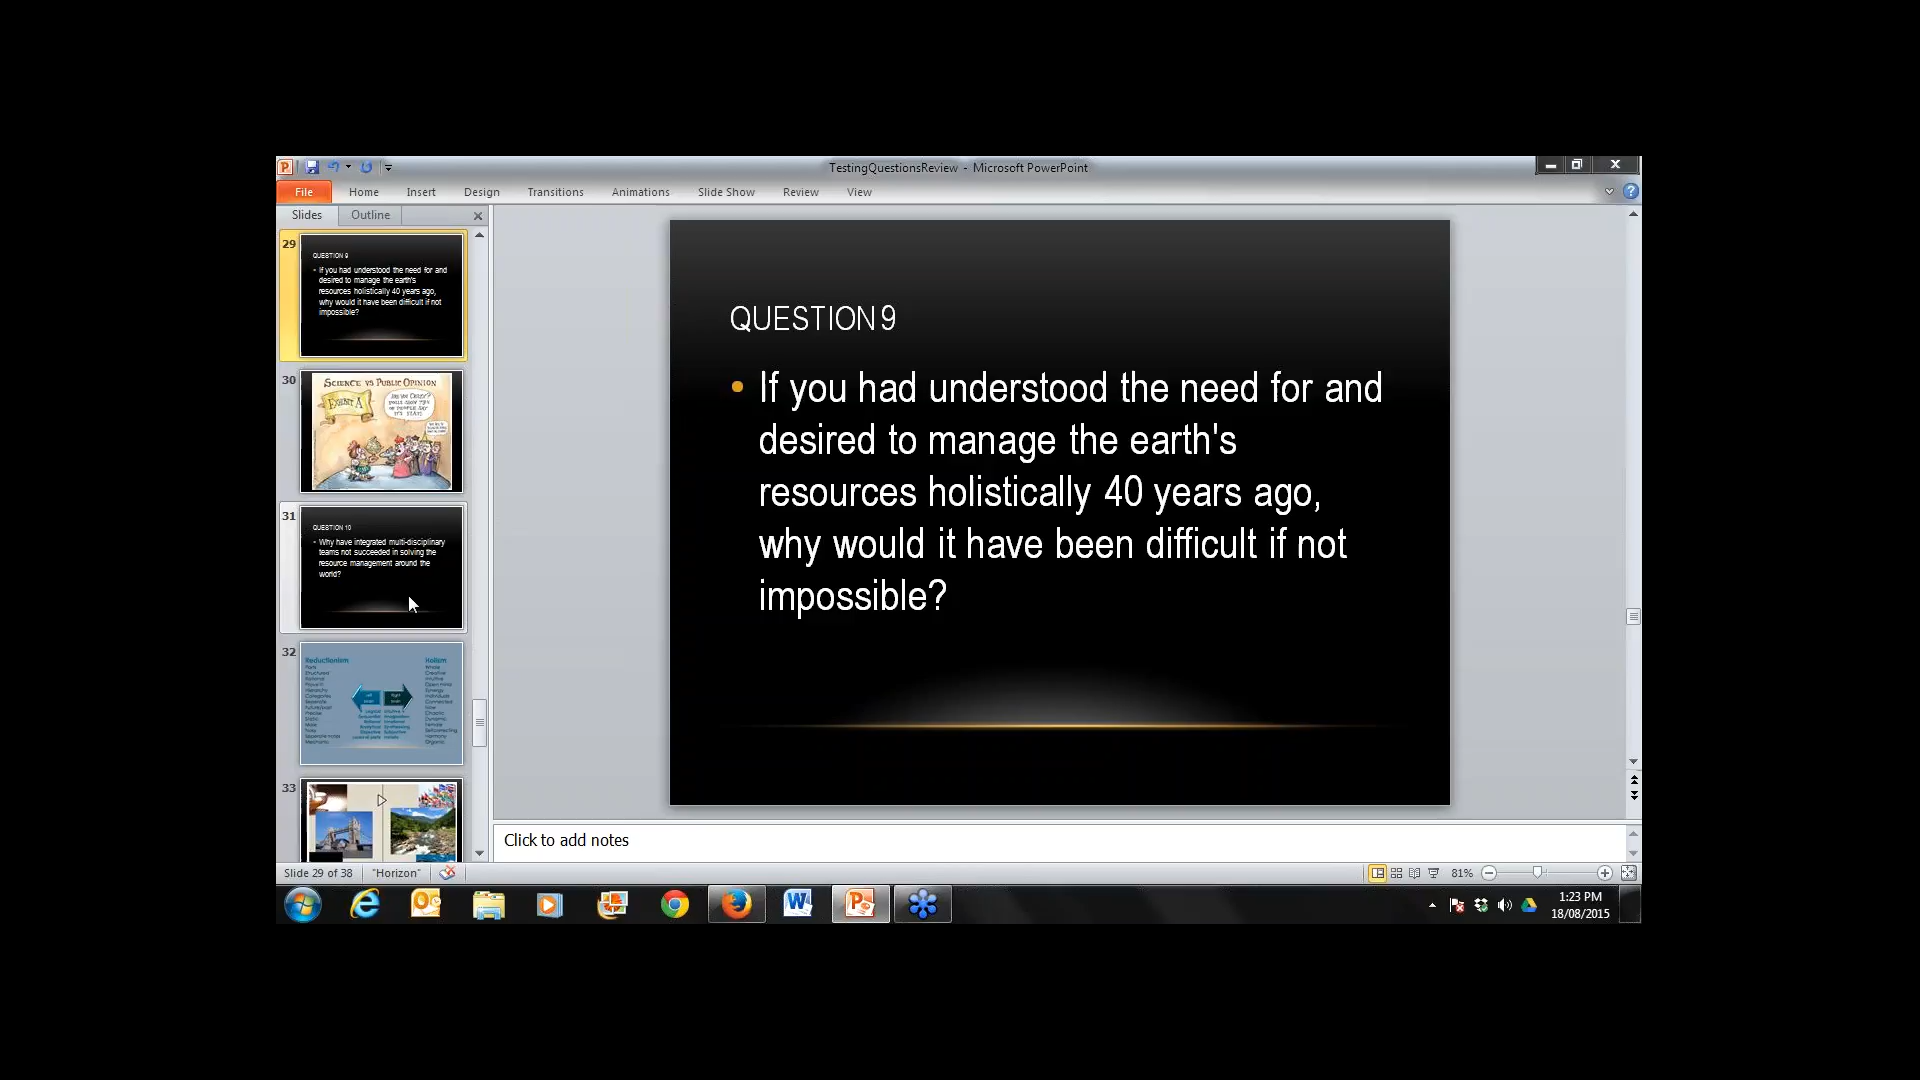 TestingQuestionsReview - Microsoft PowerPoint
File Home Insert Design Transitions Animations Slide Show Review View
Slides Outline
29
QUESTION 9
• If you had understood the need for and
desired to manage the earth's
resources holistically 40 years ago,
why would it have been difficult if not
impossible?
30
SCIENCE VS PUBLIC OPINION
EXHIBIT A
31
QUESTION 10
• Why have integrated multi-disciplinary
teams not succeeded in solving the
resource management around the
world?
32
Reductionism
Holism
33
QUESTION 9
• If you had understood the need for and
desired to manage the earth's
resources holistically 40 years ago,
why would it have been difficult if not
impossible?
Click to add notes
Slide 29 of 38 "Horizon" 81%
1:23 PM
18/08/2015